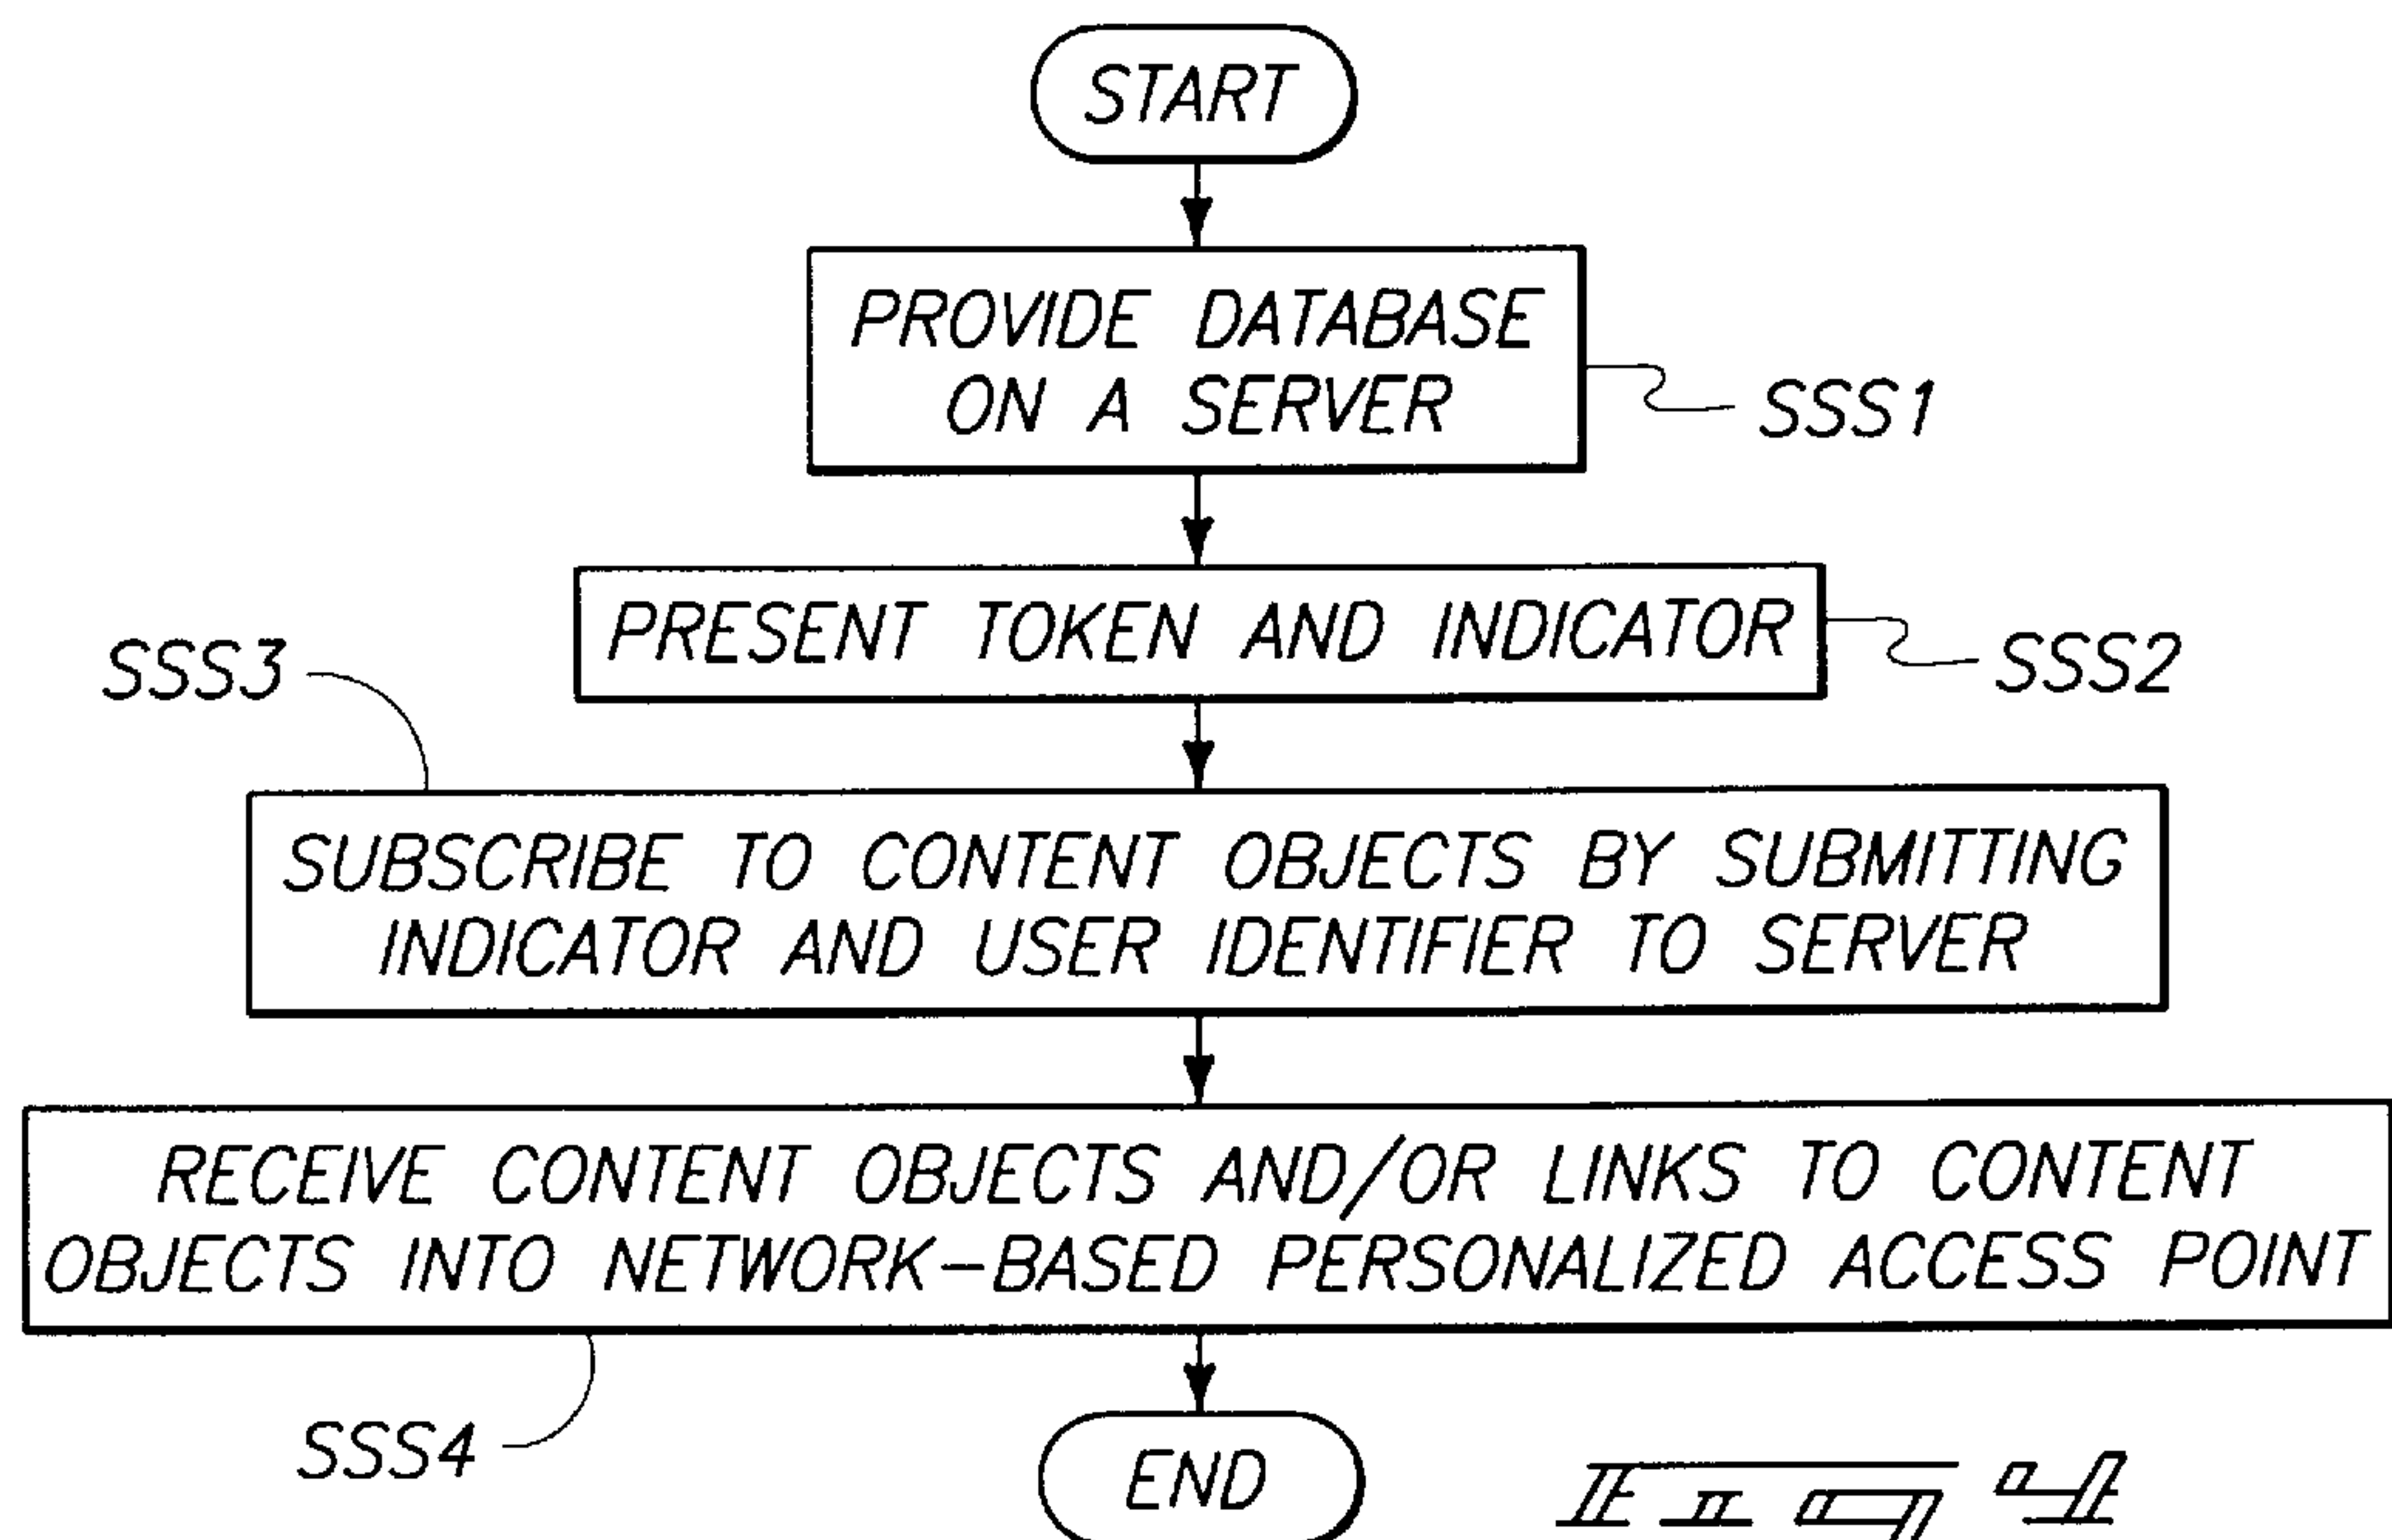 START
PROVIDE DATABASE
ON A SERVER
SSS1
PRESENT TOKEN AND INDICATOR
SSS2
SSS3
SUBSCRIBE TO CONTENT OBJECTS BY SUBMITTING
INDICATOR AND USER IDENTIFIER TO SERVER
RECEIVE CONTENT OBJECTS AND/OR LINKS TO CONTENT
OBJECTS INTO NETWORK-BASED PERSONALIZED ACCESS POINT
SSS4
END
Fig 4